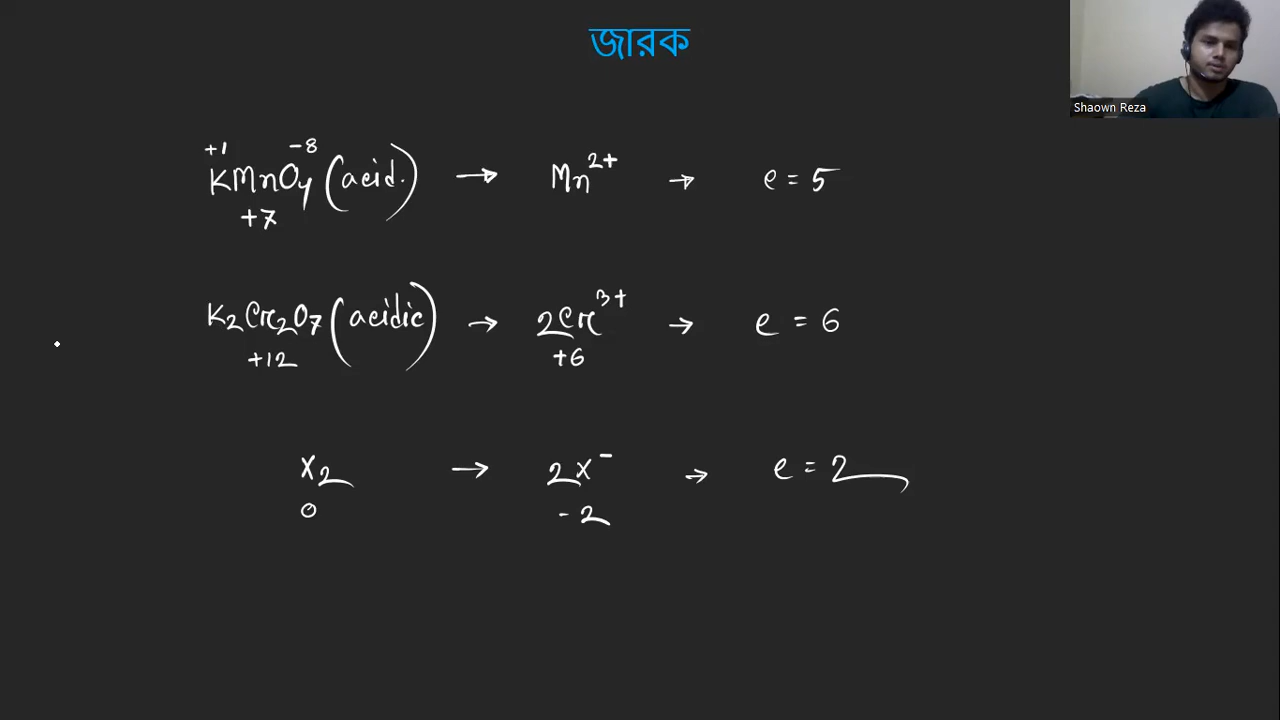 জারক
Shaown Reza
+1 -8
KMnO4 (acid.) → Mn²⁺ → e = 5
+7
K2Cr2O7 (acidic) → 2Cr³⁺ → e = 6
+12 +6
X2 → 2X⁻ → e = 2
0 -2